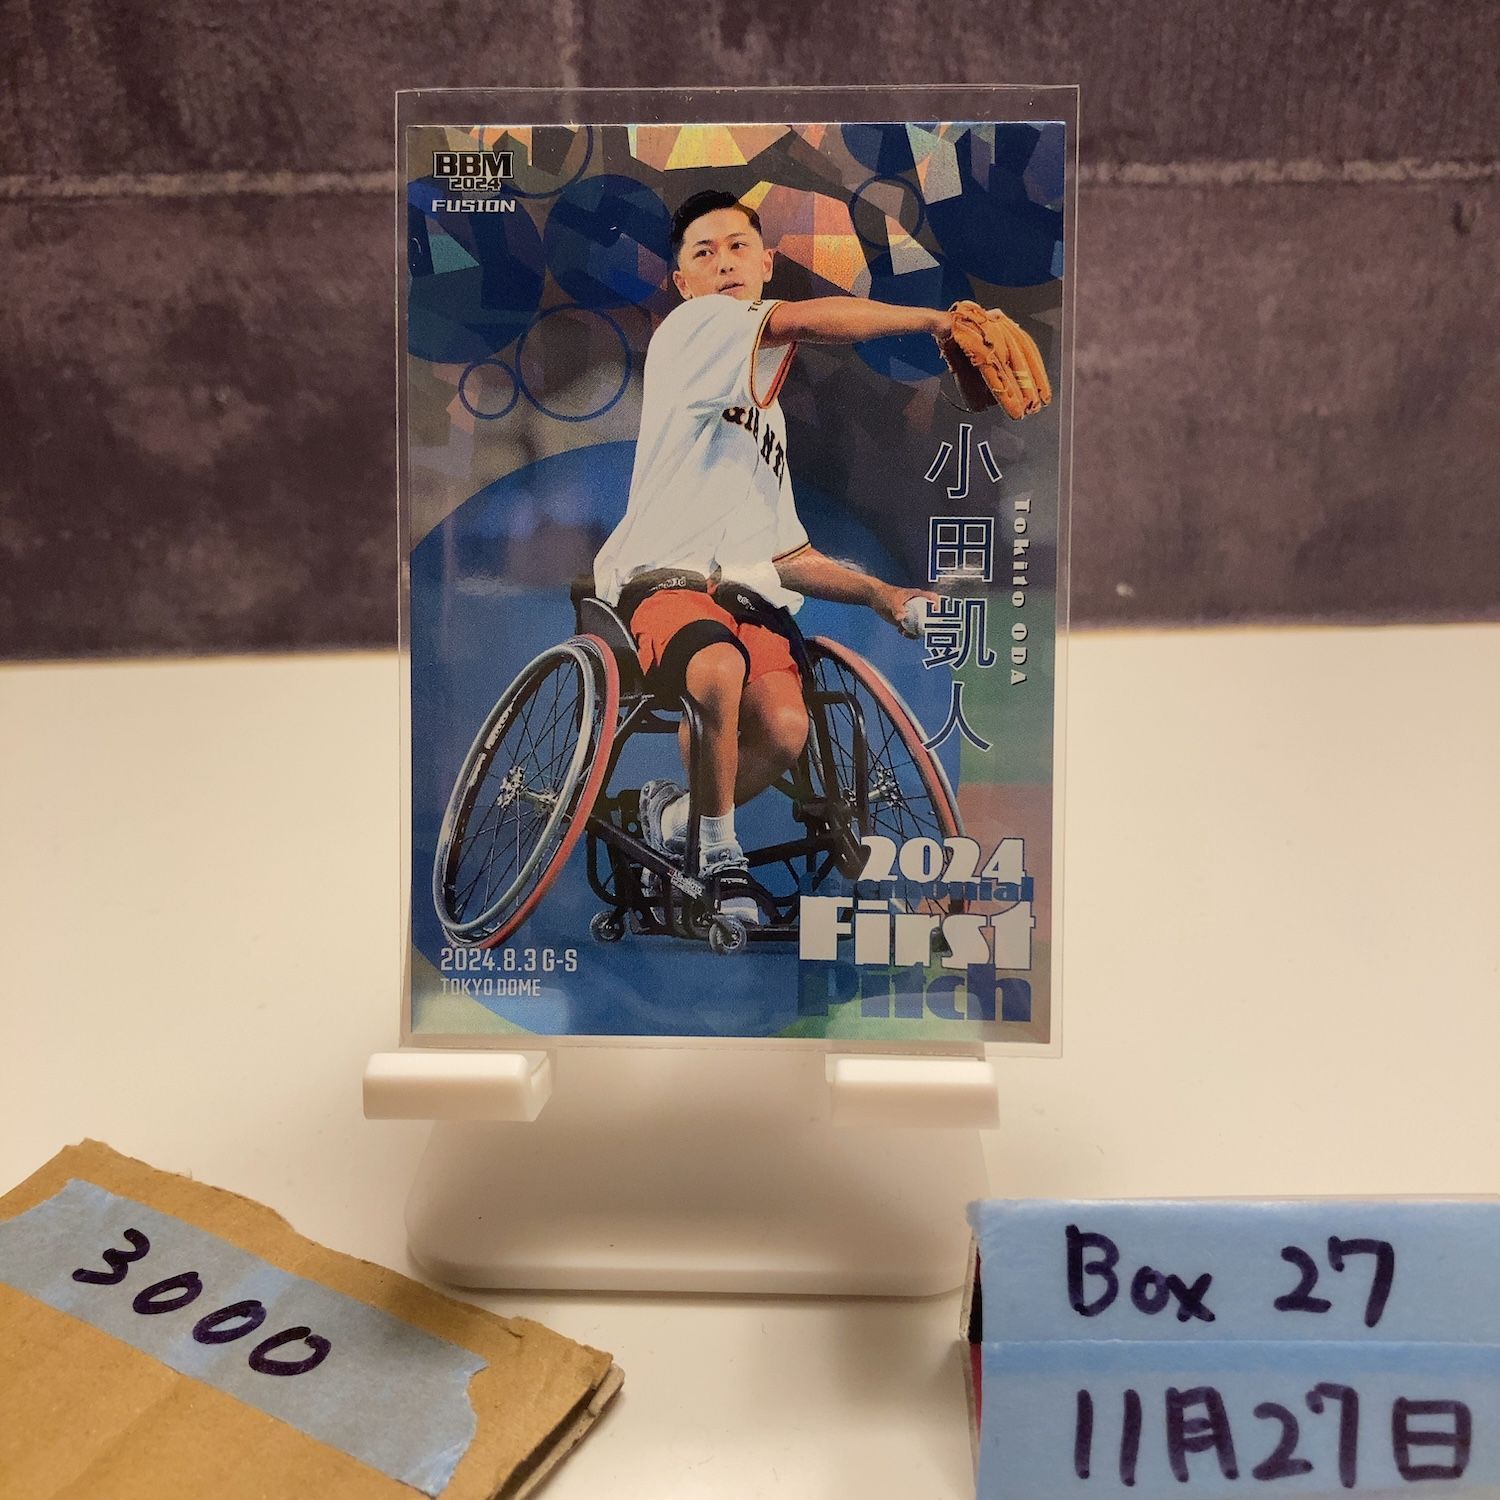 BBM
2024
FUSION
GIANT
小田凱人
Tokito ODA
2024
Ceremonial
First
Pitch
2024.8.3 G-S
TOKYO DOME
3000
Box 27
11月27日